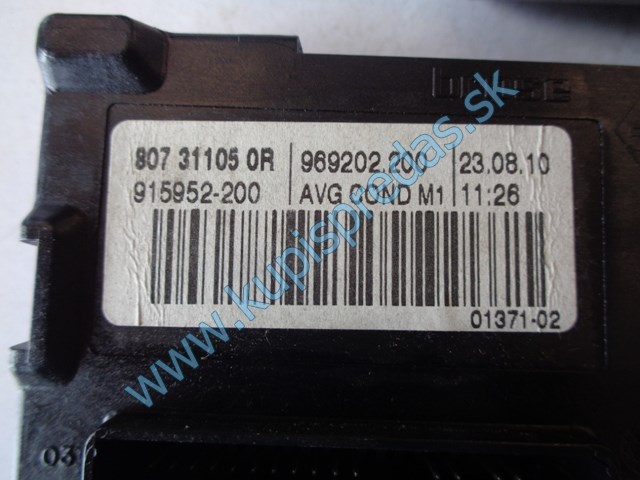 brose
807 31105 0R 969202 200 23.08.10
915952-200 AVG COND M1 11:26
01371-02
03
www.kupispredas.sk